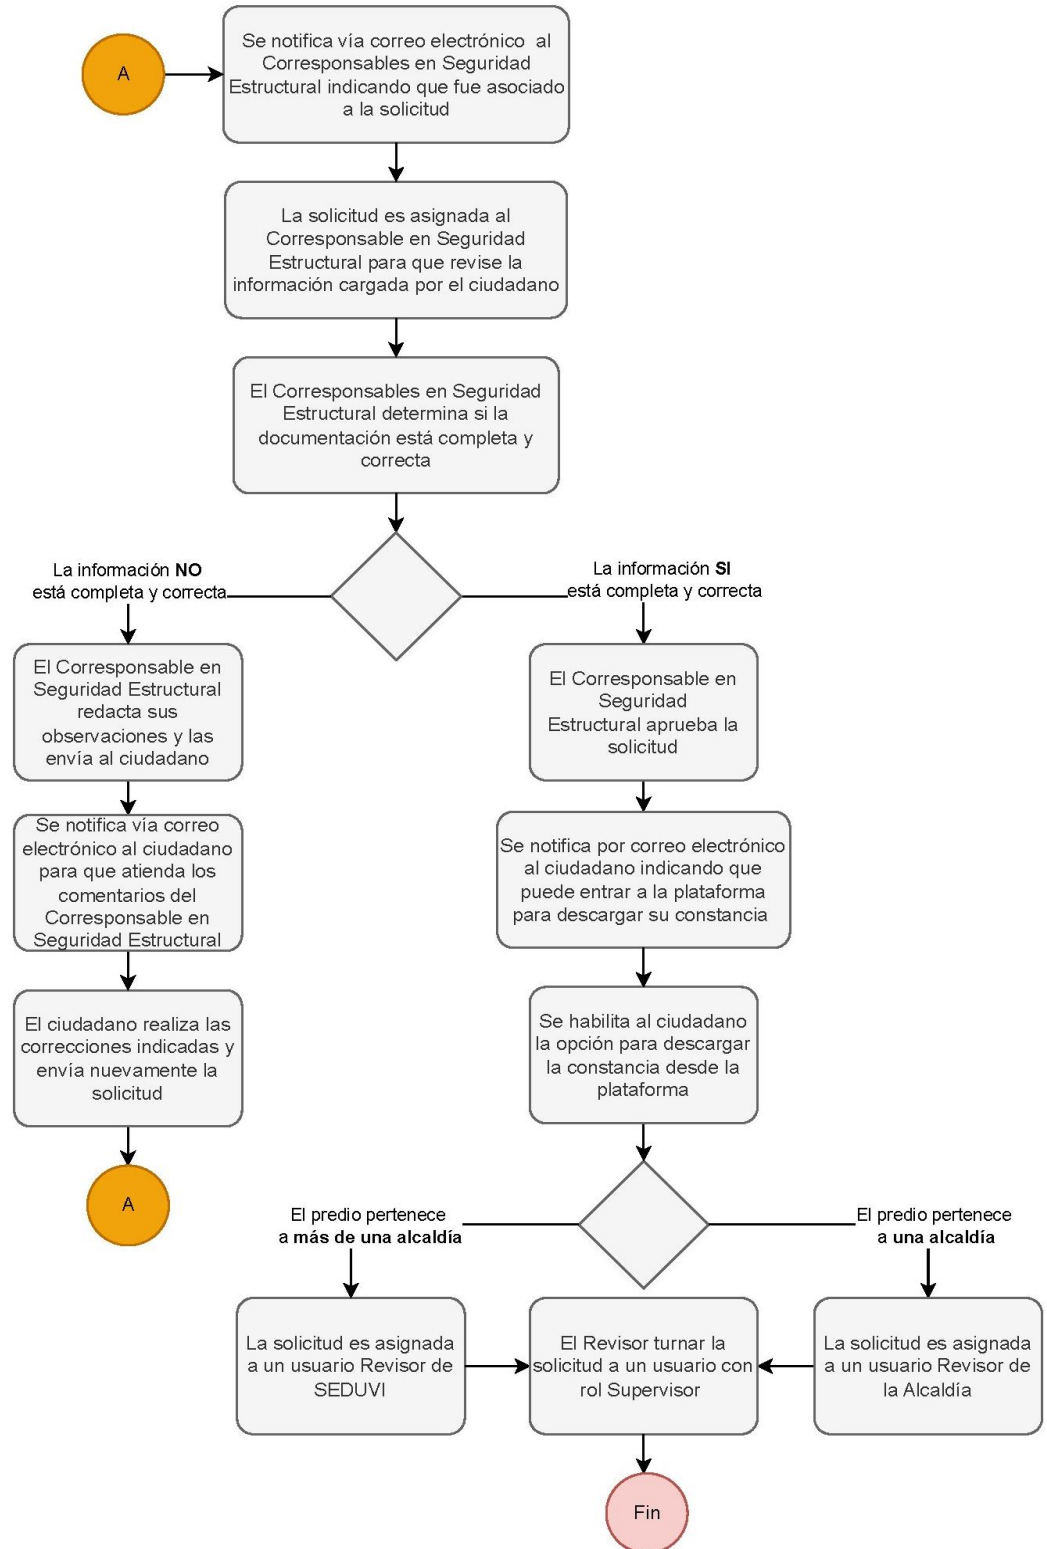 A
Se notifica vía correo electrónico al
Corresponsables en Seguridad
Estructural indicando que fue asociado
a la solicitud
La solicitud es asignada al
Corresponsable en Seguridad
Estructural para que revise la
información cargada por el ciudadano
El Corresponsables en Seguridad
Estructural determina si la
documentación está completa y
correcta
La información NO
está completa y correcta
La información SI
está completa y correcta
El Corresponsable en
Seguridad Estructural
redacta sus
observaciones y las
envía al ciudadano
El Corresponsable en
Seguridad
Estructural aprueba la
solicitud
Se notifica vía correo
electrónico al ciudadano
para que atienda los
comentarios del
Corresponsable en
Seguridad Estructural
Se notifica por correo electrónico
al ciudadano indicando que
puede entrar a la plataforma
para descargar su constancia
El ciudadano realiza las
correcciones indicadas y
envía nuevamente la
solicitud
Se habilita al ciudadano
la opción para descargar
la constancia desde la
plataforma
A
El predio pertenece
a más de una alcaldía
El predio pertenece
a una alcaldía
La solicitud es asignada
a un usuario Revisor de
SEDUVI
El Revisor turnar la
solicitud a un usuario con
rol Supervisor
La solicitud es asignada
a un usuario Revisor de
la Alcaldía
Fin